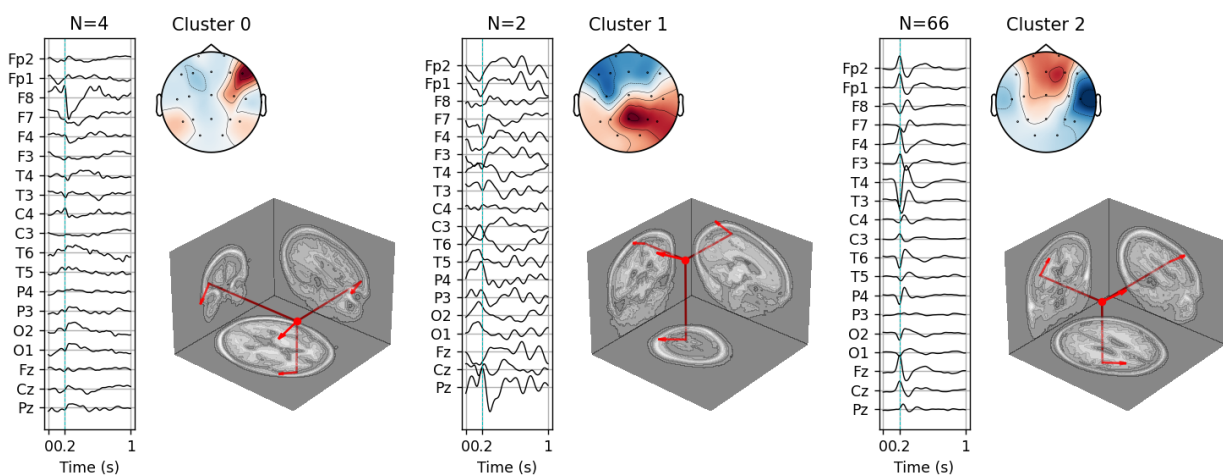 N=4
Cluster 0
Fp2
Fp1
F8
F7
F4
F3
T4
T3
C4
C3
T6
T5
P4
P3
O2
O1
Fz
Cz
Pz
00.2
1
Time (s)
N=2
Cluster 1
Fp2
Fp1
F8
F7
F4
F3
T4
T3
C4
C3
T6
T5
P4
P3
O2
O1
Fz
Cz
Pz
00.2
1
Time (s)
N=66
Cluster 2
Fp2
Fp1
F8
F7
F4
F3
T4
T3
C4
C3
T6
T5
P4
P3
O2
O1
Fz
Cz
Pz
00.2
1
Time (s)